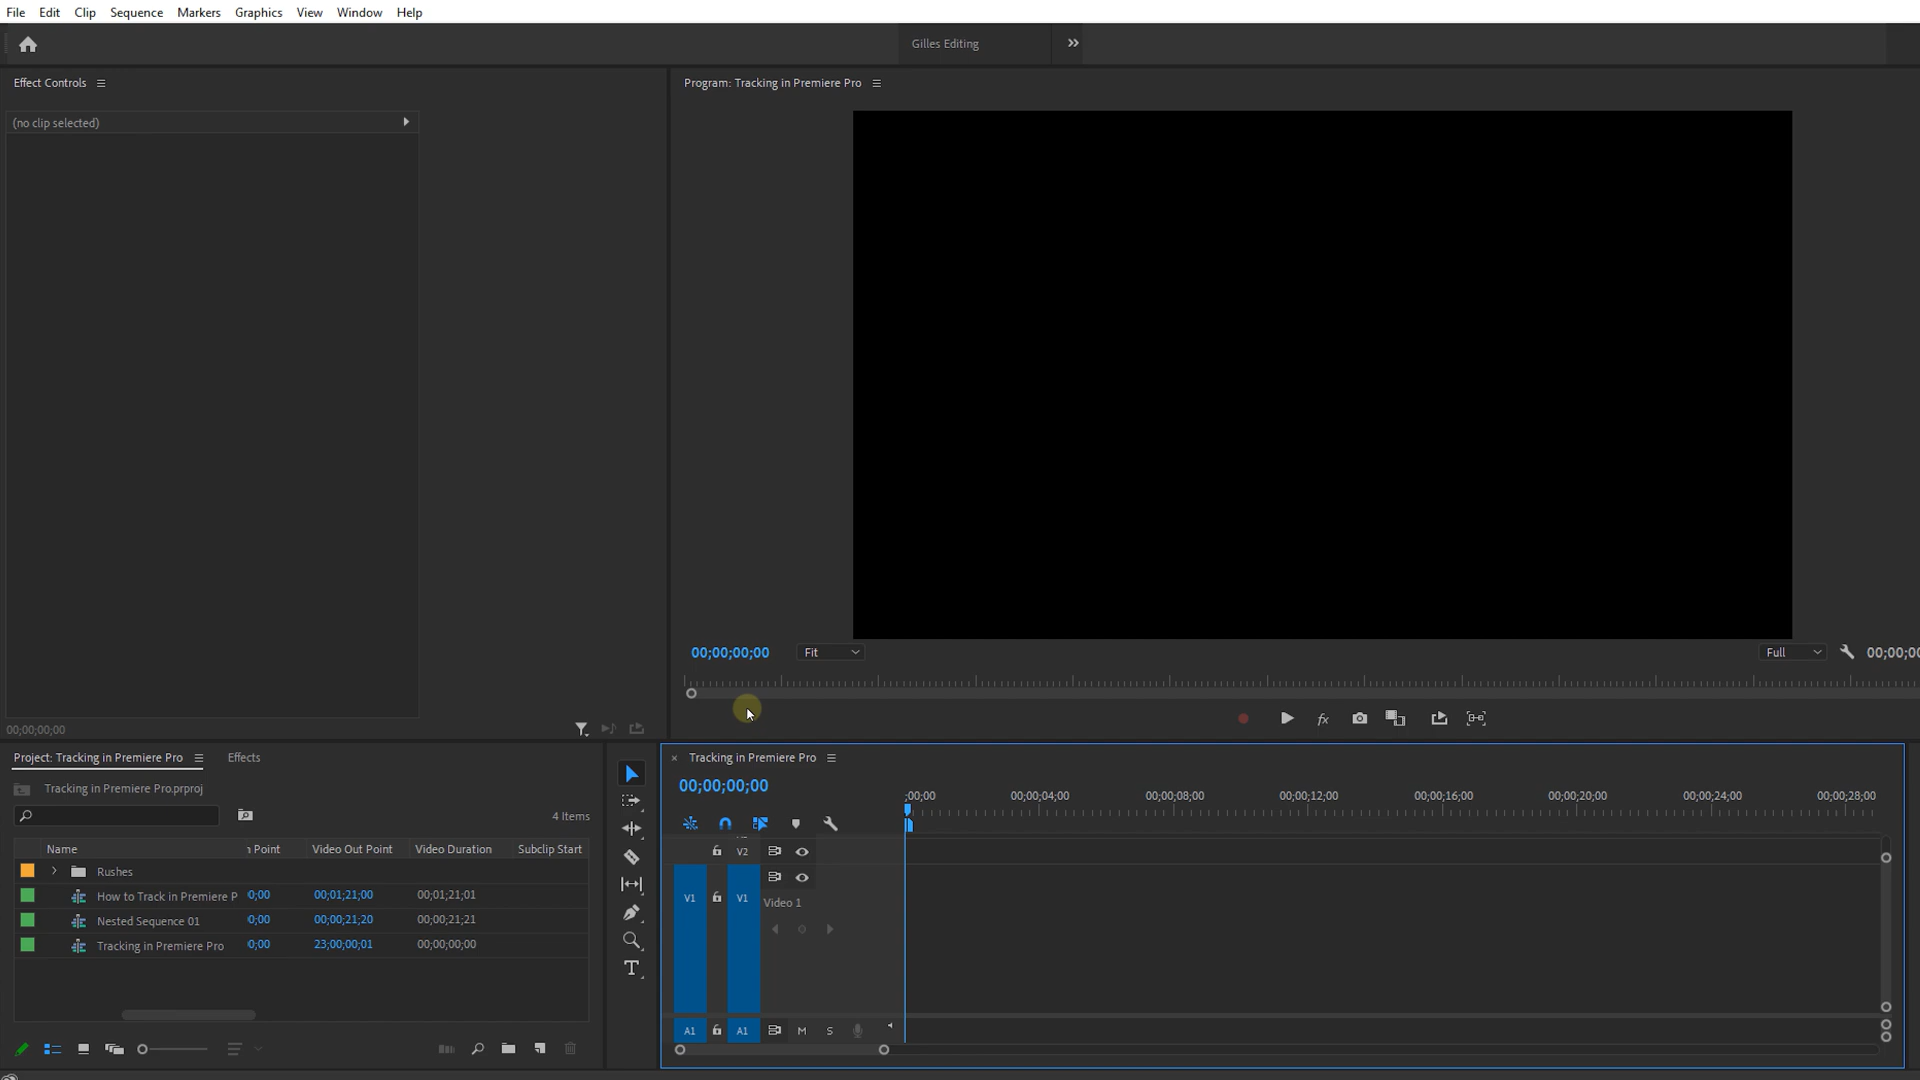 File Edit Clip Sequence Markers Graphics View Window Help
Gilles Editing
Effect Controls
Program: Tracking in Premiere Pro
(no clip selected)
00;00;00;00
Fit
Full
00;00;00
00;00;00;00
Project: Tracking in Premiere Pro
Effects
Tracking in Premiere Pro.prproj
4 Items
Name Point Video Out Point Video Duration Subclip Start
Rushes
How to Track in Premiere P 0;00 00;01;21;00 00;01;21;01
Nested Sequence 01 0;00 00;00;21;20 00;00;21;21
Tracking in Premiere Pro 0;00 23;00;00;01 00;00;00;00
Tracking in Premiere Pro
00;00;00;00
;00;00 00;00;04;00 00;00;08;00 00;00;12;00 00;00;16;00 00;00;20;00 00;00;24;00 00;00;28;00
V2
V1 V1 Video 1
A1 A1 M S